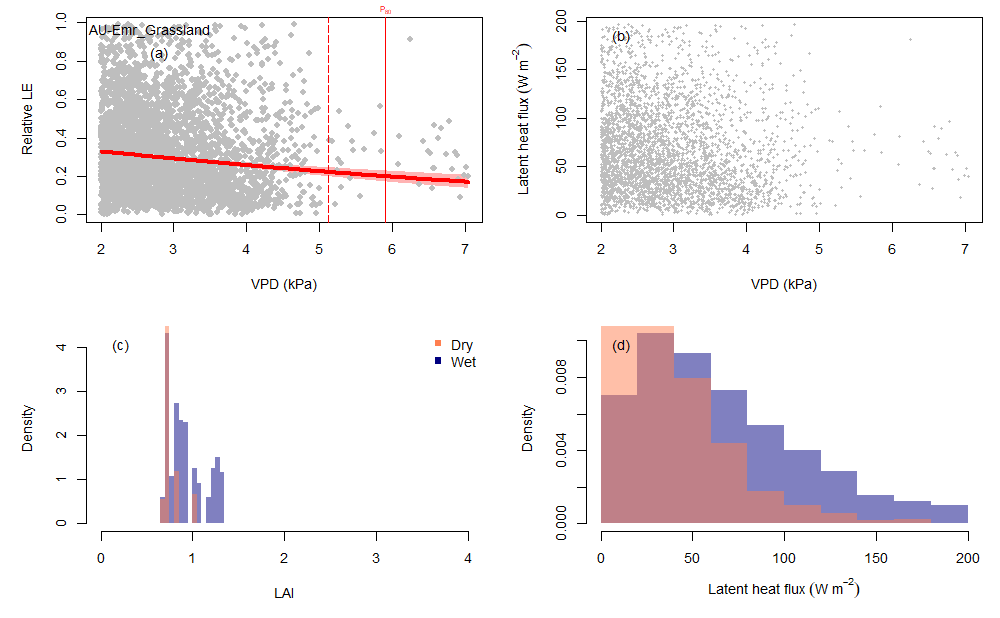 P80
AU-Emr_Grassland
(a)
Relative LE
0.0 0.2 0.4 0.6 0.8 1.0
2 3 4 5 6 7
VPD (kPa)
(b)
Latent heat flux (W m−2)
0 50 100 150 200
2 3 4 5 6 7
VPD (kPa)
(c)
Dry
Wet
Density
0 1 2 3 4
0 1 2 3 4
LAI
(d)
Density
0.000 0.004 0.008
0 50 100 150 200
Latent heat flux (W m−2)